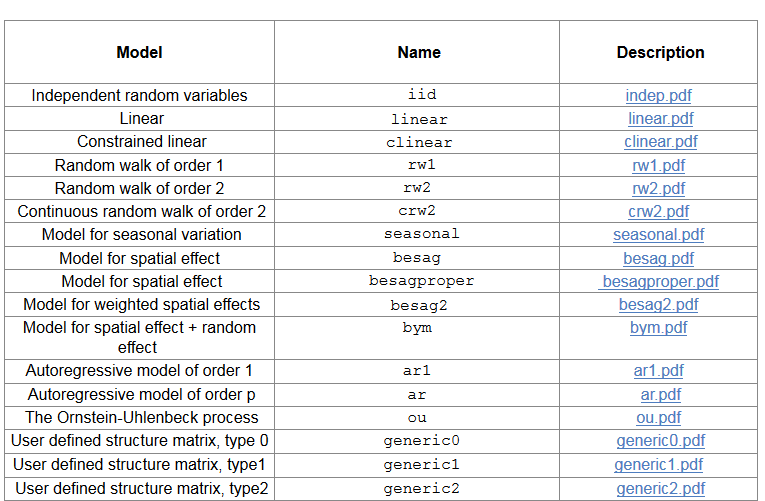 Model Name Description
Independent random variables iid indep.pdf
Linear linear linear.pdf
Constrained linear clinear clinear.pdf
Random walk of order 1 rw1 rw1.pdf
Random walk of order 2 rw2 rw2.pdf
Continuous random walk of order 2 crw2 crw2.pdf
Model for seasonal variation seasonal seasonal.pdf
Model for spatial effect besag besag.pdf
Model for spatial effect besagproper besagproper.pdf
Model for weighted spatial effects besag2 besag2.pdf
Model for spatial effect + random bym bym.pdf
effect
Autoregressive model of order 1 ar1 ar1.pdf
Autoregressive model of order p ar ar.pdf
The Ornstein-Uhlenbeck process ou ou.pdf
User defined structure matrix, type 0 generic0 generic0.pdf
User defined structure matrix, type1 generic1 generic1.pdf
User defined structure matrix, type2 generic2 generic2.pdf